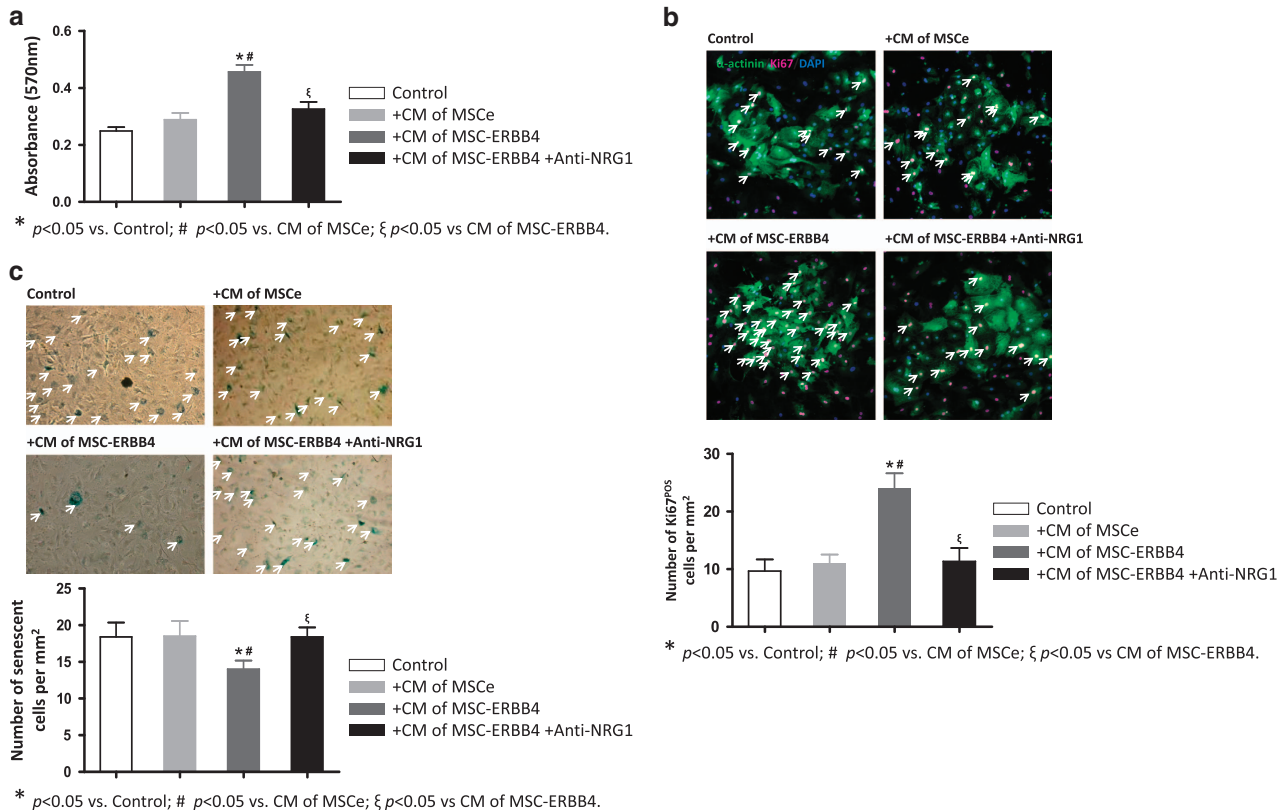 a
Absorbance (570nm)
0.6
0.4
0.2
0.0
*#
ξ
Control
+CM of MSCe
+CM of MSC-ERBB4
+CM of MSC-ERBB4 +Anti-NRG1
* p<0.05 vs. Control; # p<0.05 vs. CM of MSCe; ξ p<0.05 vs CM of MSC-ERBB4.
b
Control
+CM of MSCe
α-actinin Ki67 DAPI
+CM of MSC-ERBB4
+CM of MSC-ERBB4 +Anti-NRG1
Number of Ki67POS
cells per mm2
30
20
10
0
*#
ξ
Control
+CM of MSCe
+CM of MSC-ERBB4
+CM of MSC-ERBB4 +Anti-NRG1
* p<0.05 vs. Control; # p<0.05 vs. CM of MSCe; ξ p<0.05 vs CM of MSC-ERBB4.
c
Control
+CM of MSCe
+CM of MSC-ERBB4
+CM of MSC-ERBB4 +Anti-NRG1
Number of senescent
cells per mm2
25
20
15
10
5
0
*#
ξ
Control
+CM of MSCe
+CM of MSC-ERBB4
+CM of MSC-ERBB4 +Anti-NRG1
* p<0.05 vs. Control; # p<0.05 vs. CM of MSCe; ξ p<0.05 vs CM of MSC-ERBB4.